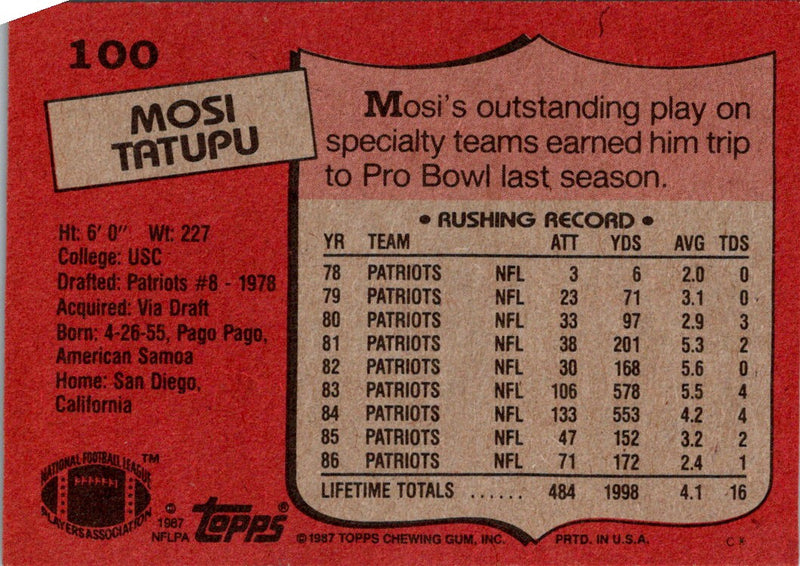 100
MOSI
TATUPU
Mosi's outstanding play on
specialty teams earned him trip
to Pro Bowl last season.
Ht: 6' 0" Wt: 227
College: USC
Drafted: Patriots #8 - 1978
Acquired: Via Draft
Born: 4-26-55, Pago Pago,
American Samoa
Home: San Diego,
California
• RUSHING RECORD •
YR TEAM ATT YDS AVG TDS
78 PATRIOTS NFL 3 6 2.0 0
79 PATRIOTS NFL 23 71 3.1 0
80 PATRIOTS NFL 33 97 2.9 3
81 PATRIOTS NFL 38 201 5.3 2
82 PATRIOTS NFL 30 168 5.6 0
83 PATRIOTS NFL 106 578 5.5 4
84 PATRIOTS NFL 133 553 4.2 4
85 PATRIOTS NFL 47 152 3.2 2
86 PATRIOTS NFL 71 172 2.4 1
LIFETIME TOTALS ...... 484 1998 4.1 16
NATIONAL FOOTBALL LEAGUE ™
PLAYERS ASSOCIATION
© 1987
NFLPA
Topps®
© 1987 TOPPS CHEWING GUM, INC. PRTD. IN U.S.A.